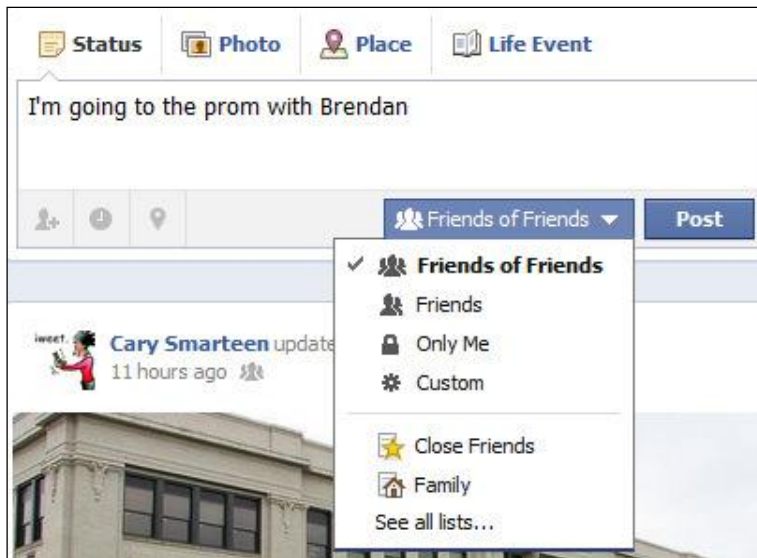 Status Photo Place Life Event
I'm going to the prom with Brendan
Friends of Friends Post
Friends of Friends
Friends
Only Me
Custom
tweet. Cary Smarteen update
11 hours ago
Close Friends
Family
See all lists...